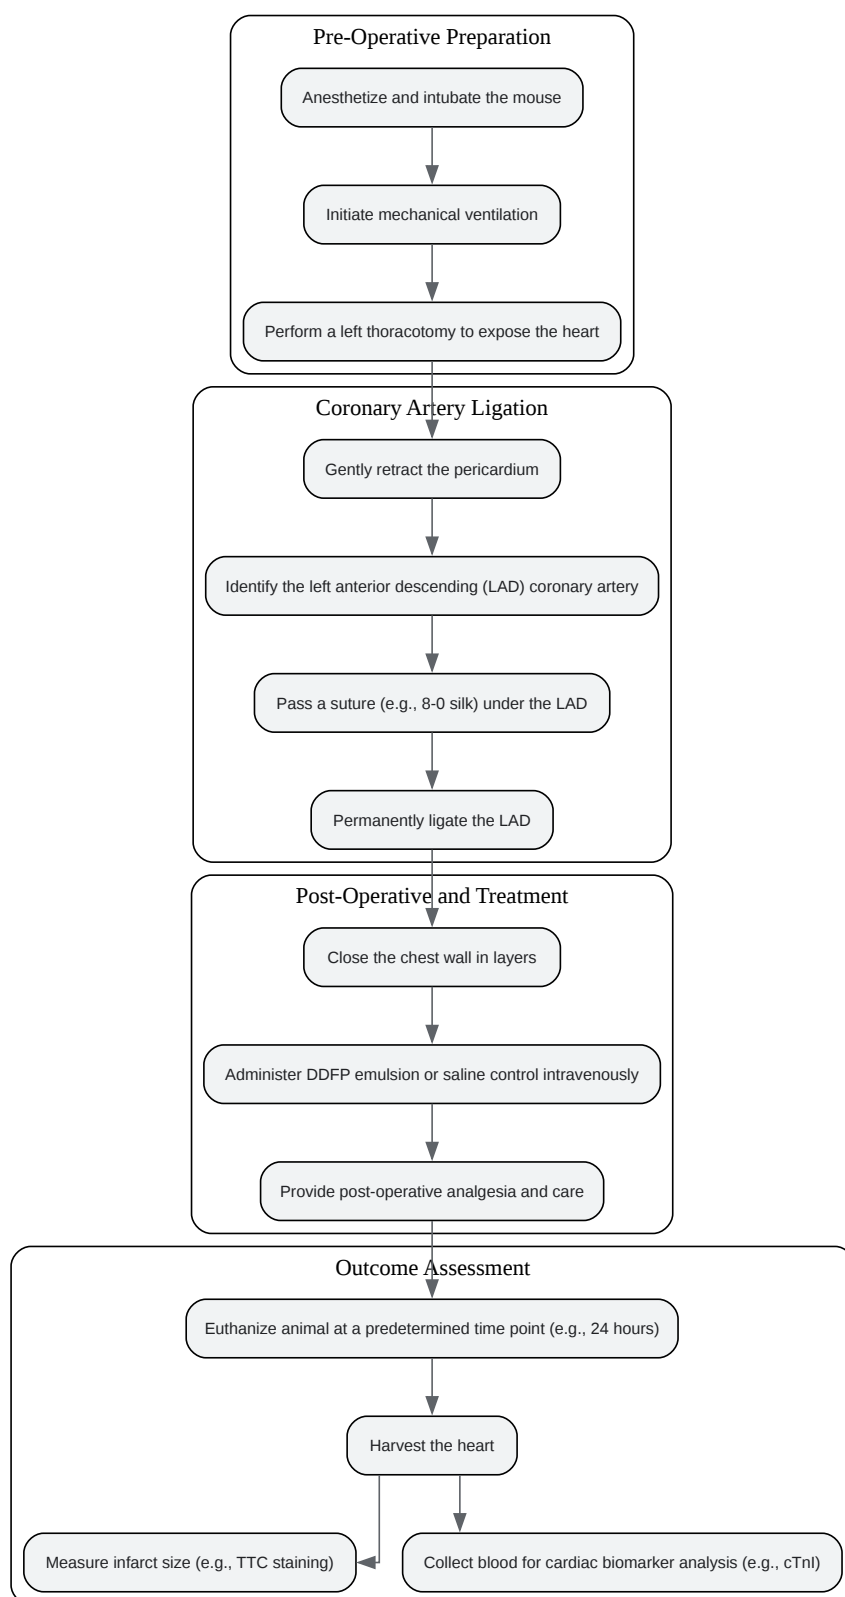 Pre-Operative Preparation
Anesthetize and intubate the mouse
Initiate mechanical ventilation
Perform a left thoracotomy to expose the heart
Coronary Artery Ligation
Gently retract the pericardium
Identify the left anterior descending (LAD) coronary artery
Pass a suture (e.g., 8-0 silk) under the LAD
Permanently ligate the LAD
Post-Operative and Treatment
Close the chest wall in layers
Administer DDFP emulsion or saline control intravenously
Provide post-operative analgesia and care
Outcome Assessment
Euthanize animal at a predetermined time point (e.g., 24 hours)
Harvest the heart
Measure infarct size (e.g., TTC staining)
Collect blood for cardiac biomarker analysis (e.g., cTnI)